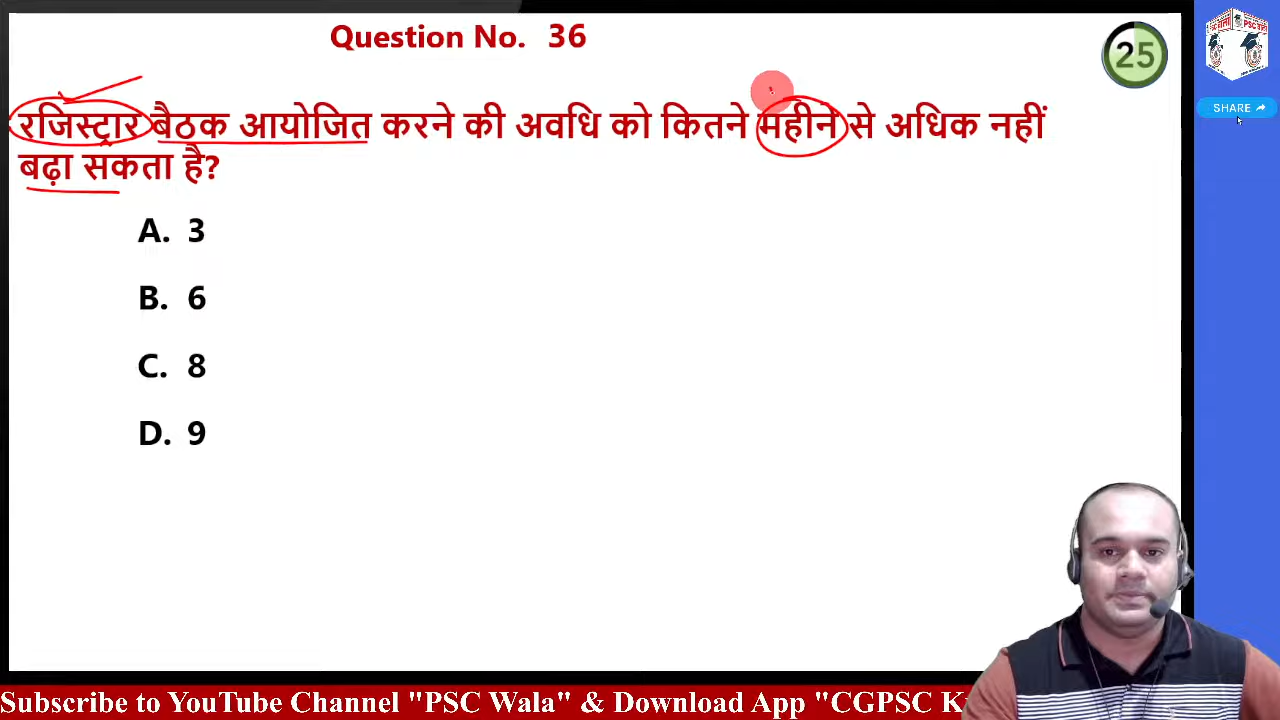 Question No. 36
25
रजिस्ट्रार बैठक आयोजित करने की अवधि को कितने महीने से अधिक नहीं
बढ़ा सकता है?
A. 3
B. 6
C. 8
D. 9
SHARE
Subscribe to YouTube Channel "PSC Wala" & Download App "CGPSC K